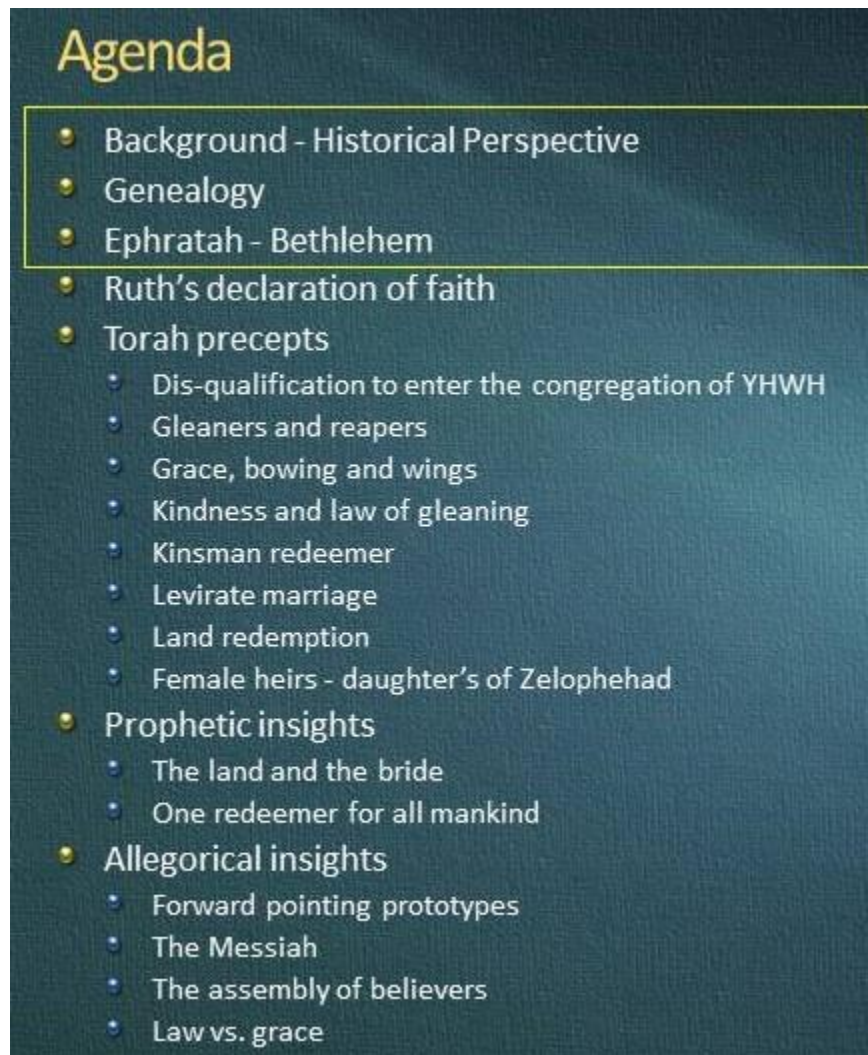 Agenda
Background - Historical Perspective
Genealogy
Ephratah - Bethlehem
Ruth's declaration of faith
Torah precepts
Dis-qualification to enter the congregation of YHWH
Gleaners and reapers
Grace, bowing and wings
Kindness and law of gleaning
Kinsman redeemer
Levirate marriage
Land redemption
Female heirs - daughter's of Zelophehad
Prophetic insights
The land and the bride
One redeemer for all mankind
Allegorical insights
Forward pointing prototypes
The Messiah
The assembly of believers
Law vs. grace